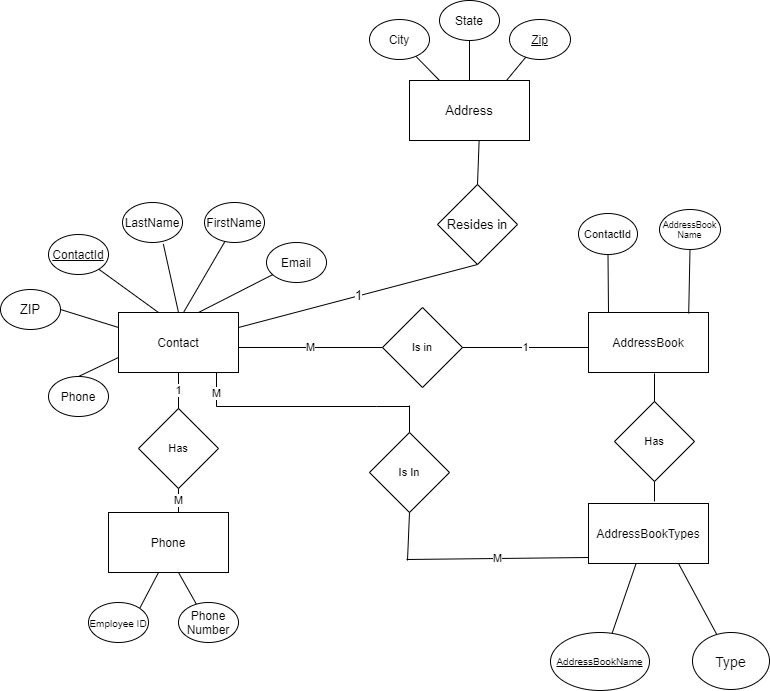 State
City
Zip
Address
LastName
FirstName
Resides in
ContactId
AddressBook
Name
ContactId
Email
1
ZIP
Contact
M
Is in
1
AddressBook
Phone
1
M
Has
Has
Is In
M
Phone
AddressBookTypes
M
Employee ID
Phone
Number
AddressBookName
Type